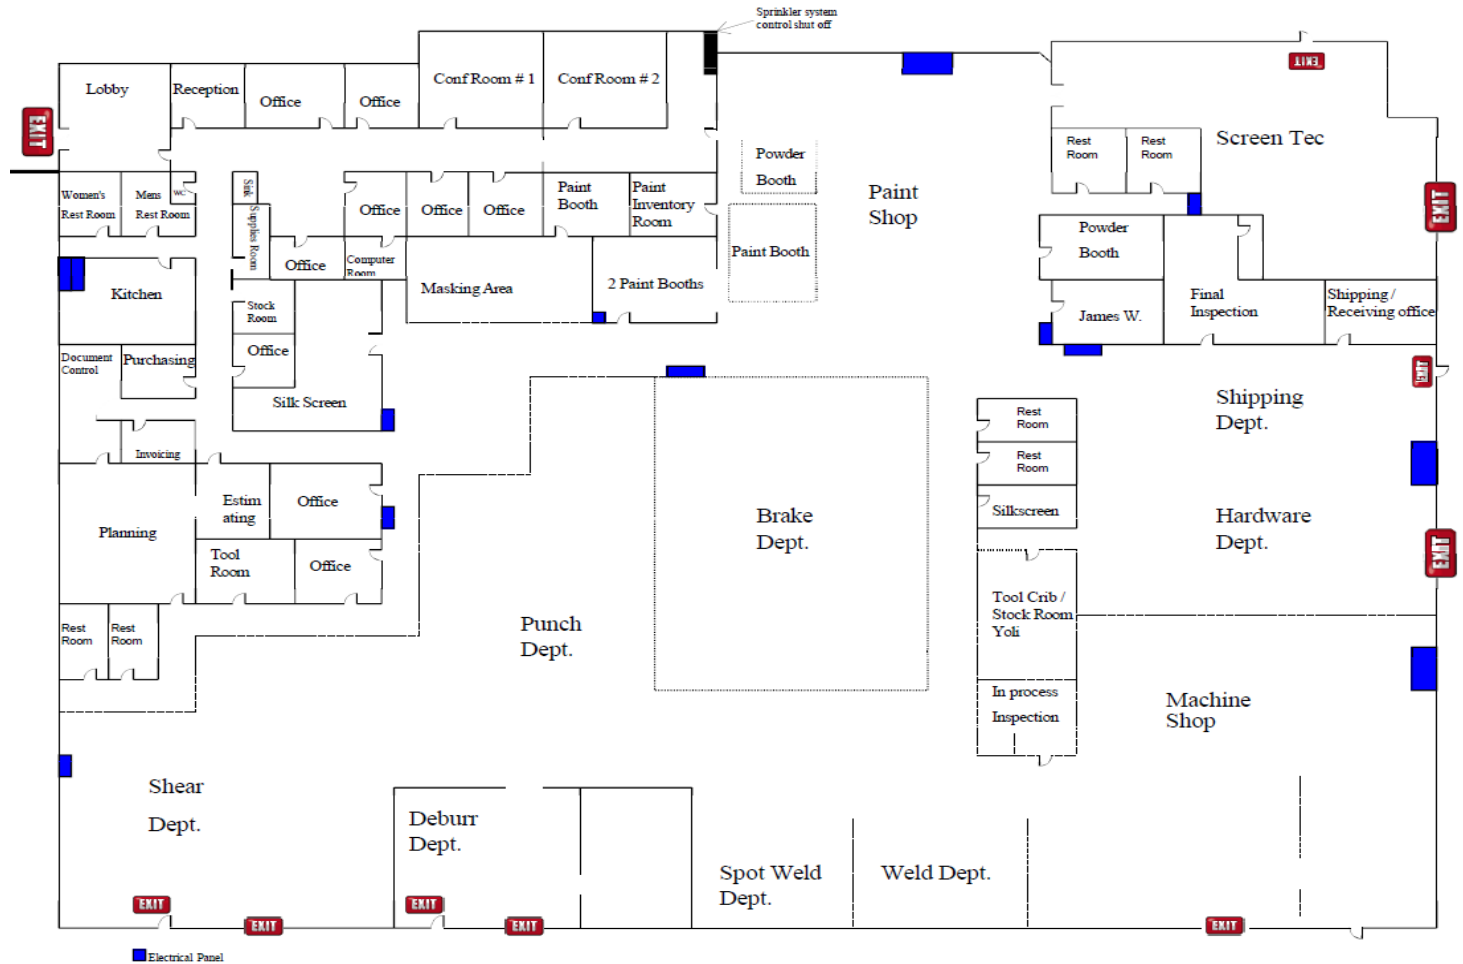 Sprinkler system
control shut off
EXIT
Lobby
Reception
Office
Office
Conf Room # 1
Conf Room # 2
EXIT
Screen Tec
Rest
Room
Rest
Room
Powder
Booth
Paint
Shop
Women's
Rest Room
Mens
Rest Room
WC
Sink
Supplies Room
Office
Office
Office
Paint
Booth
Paint
Inventory
Room
EXIT
Paint Booth
Powder
Booth
Office
Computer
Room
Masking Area
2 Paint Booths
Kitchen
Stock
Room
James W.
Final
Inspection
Shipping /
Receiving office
Document
Control
Purchasing
Office
EXIT
Silk Screen
Shipping
Dept.
Rest
Room
Invoicing
Rest
Room
Estim
ating
Office
Planning
Silkscreen
Brake
Dept.
Hardware
Dept.
EXIT
Tool
Room
Office
Tool Crib /
Stock Room
Yoli
Rest
Room
Rest
Room
Punch
Dept.
In process
Inspection
Machine
Shop
Shear
Dept.
Deburr
Dept.
Spot Weld
Dept.
Weld Dept.
EXIT
EXIT
EXIT
EXIT
EXIT
Electrical Panel